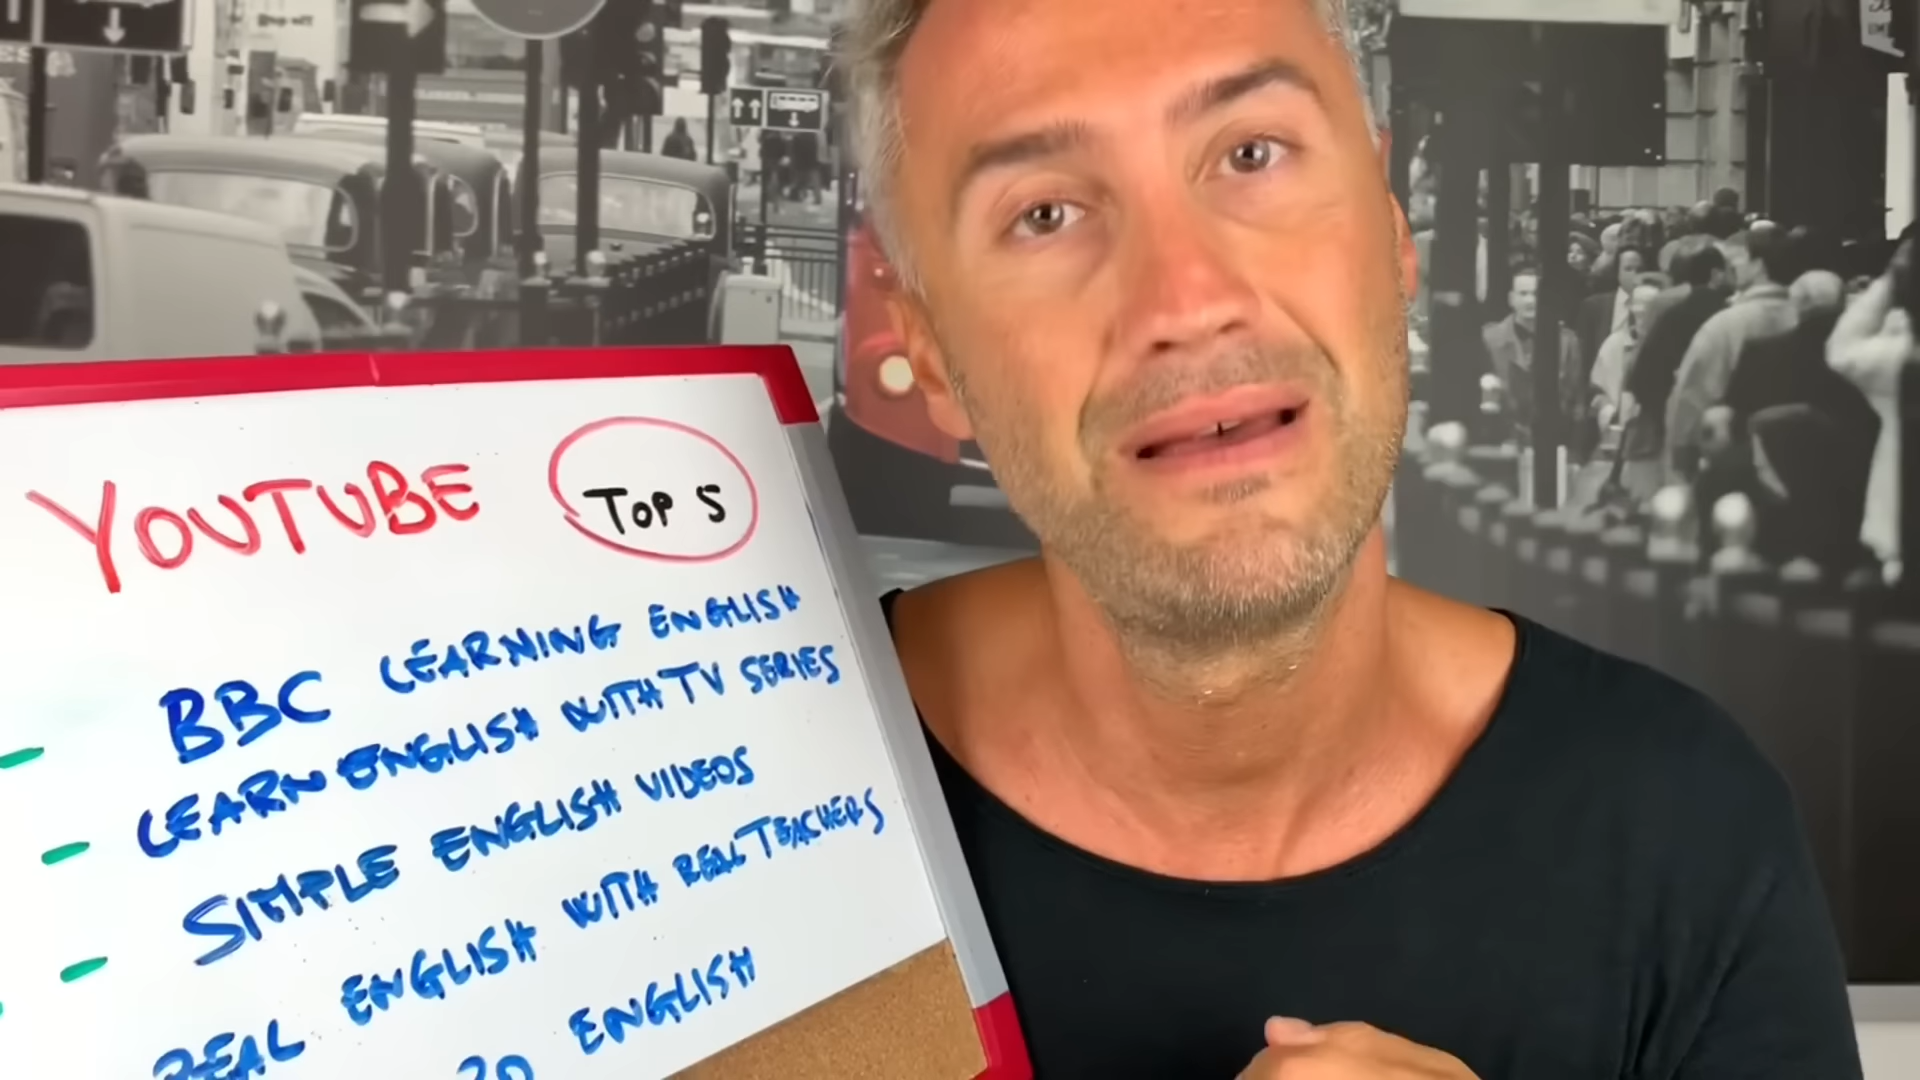 YOUTUBE TOP 5
- BBC LEARNING ENGLISH
- LEARN ENGLISH WITH TV SERIES
- SIMPLE ENGLISH VIDEOS
REAL ENGLISH WITH REAL TEACHERS
ENGLISH